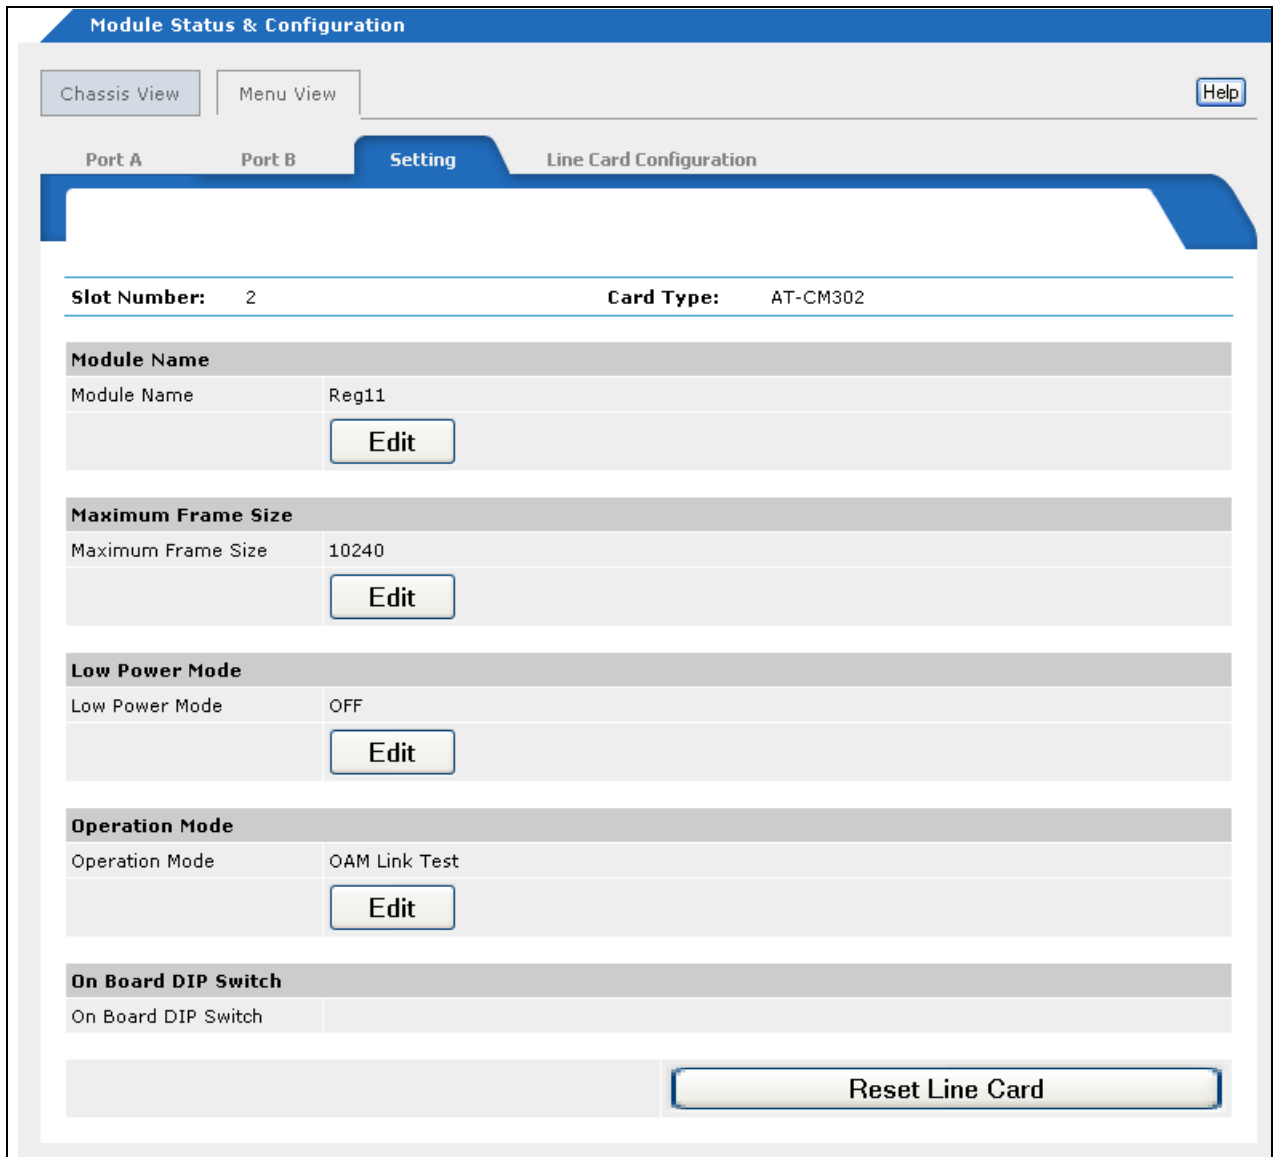 Module Status & Configuration
Chassis View Menu View Help
Port A Port B Setting Line Card Configuration
Slot Number: 2 Card Type: AT-CM302
Module Name
Module Name Reg11
Edit
Maximum Frame Size
Maximum Frame Size 10240
Edit
Low Power Mode
Low Power Mode OFF
Edit
Operation Mode
Operation Mode OAM Link Test
Edit
On Board DIP Switch
On Board DIP Switch
Reset Line Card